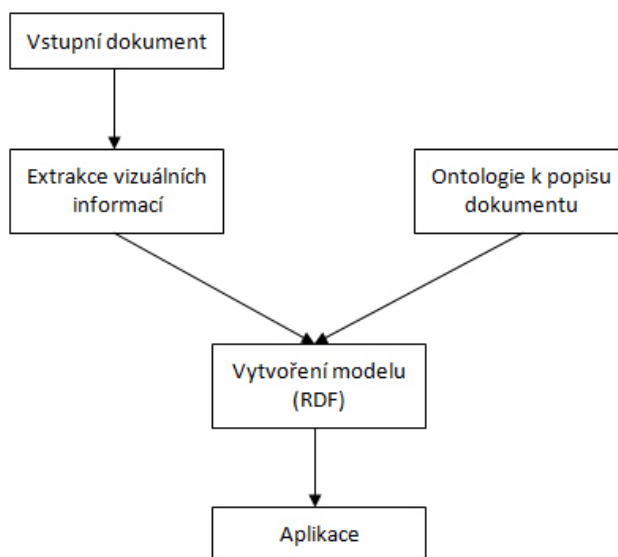 Vstupní dokument
Extrakce vizuálních
informací
Ontologie k popisu
dokumentu
Vytvoření modelu
(RDF)
Aplikace